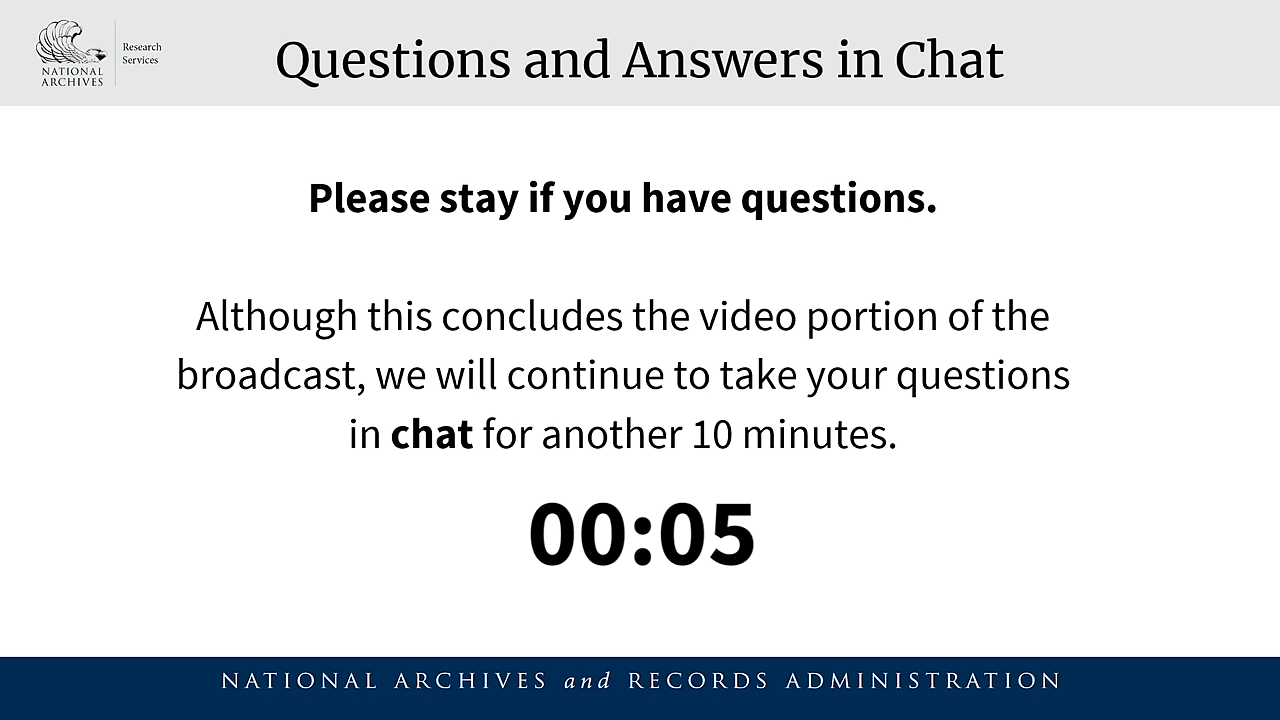 NATIONAL
ARCHIVES
Research
Services
Questions and Answers in Chat
Please stay if you have questions.
Although this concludes the video portion of the
broadcast, we will continue to take your questions
in chat for another 10 minutes.
00:05
NATIONAL ARCHIVES and RECORDS ADMINISTRATION